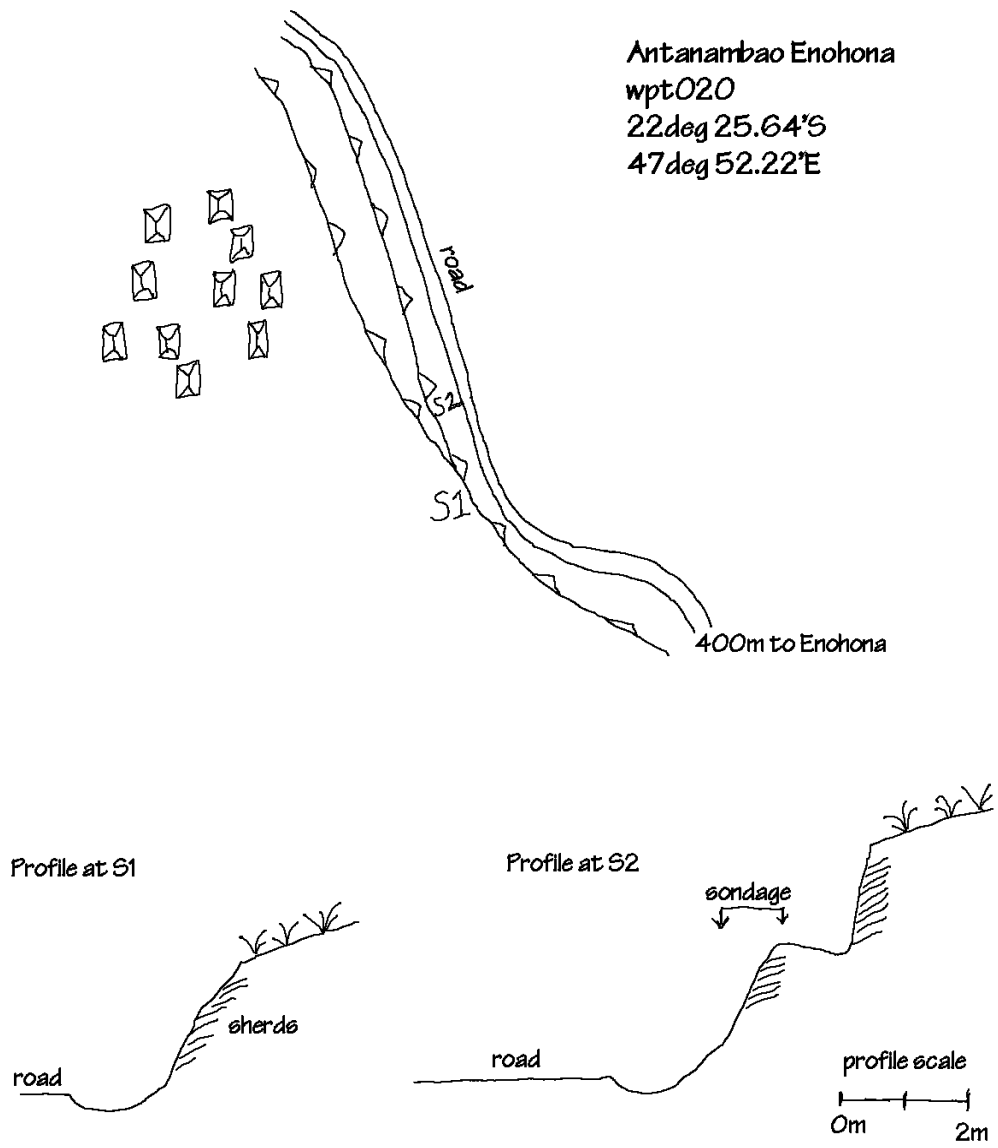 Antanambao Enohona
wpt020
22deg 25.64'S
47deg 52.22'E
road
S2
S1
400m to Enohona
Profile at S1
Profile at S2
sondage
sherds
road
road
profile scale
0m 2m